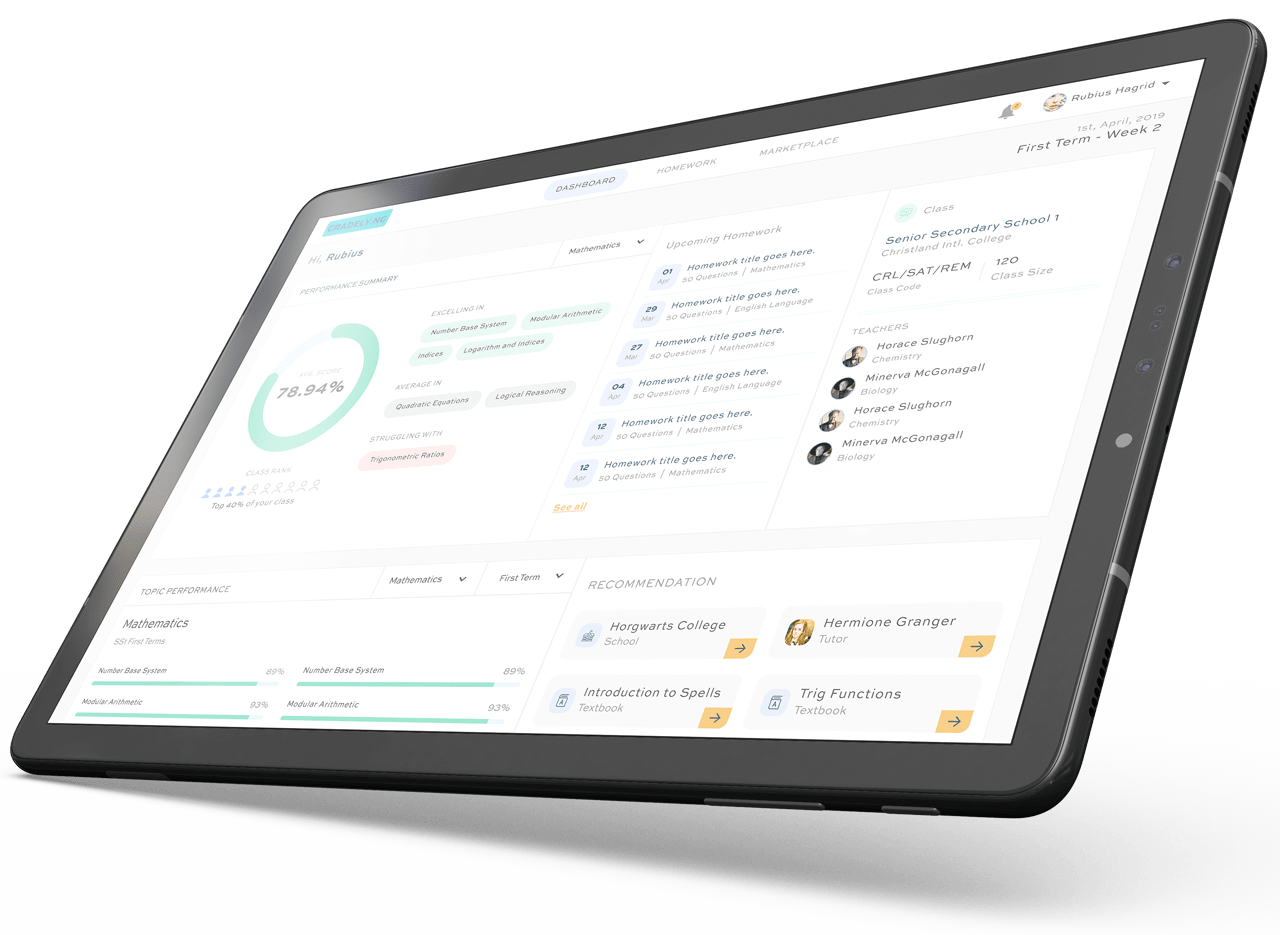 GRADELY NG
DASHBOARD
HOMEWORK
MARKETPLACE
Rubius Hagrid
1st, April, 2019
First Term - Week 2
Hi, Rubius
PERFORMANCE SUMMARY
Mathematics
AVG. SCORE
78.94%
CLASS RANK
Top 40% of your class
EXCELLING IN
Number Base System
Modular Arithmetic
Indices
Logarithm and Indices
AVERAGE IN
Quadratic Equations
Logical Reasoning
STRUGGLING WITH
Trigonometric Ratios
Upcoming Homework
01 Apr
Homework title goes here.
50 Questions | Mathematics
29 Mar
Homework title goes here.
50 Questions | English Language
27 Mar
Homework title goes here.
50 Questions | Mathematics
04 Apr
Homework title goes here.
50 Questions | English Language
12 Apr
Homework title goes here.
50 Questions | Mathematics
12 Apr
Homework title goes here.
50 Questions | Mathematics
See all
Class
Senior Secondary School 1
Christland Intl. College
CRL/SAT/REM
Class Code
120
Class Size
TEACHERS
Horace Slughorn
Chemistry
Minerva McGonagall
Biology
Horace Slughorn
Chemistry
Minerva McGonagall
Biology
TOPIC PERFORMANCE
Mathematics
First Term
Mathematics
SSI First Terms
Number Base System 89%
Number Base System 89%
Modular Arithmetic 93%
Modular Arithmetic 93%
RECOMMENDATION
Horgwarts College
School
Hermione Granger
Tutor
Introduction to Spells
Textbook
Trig Functions
Textbook